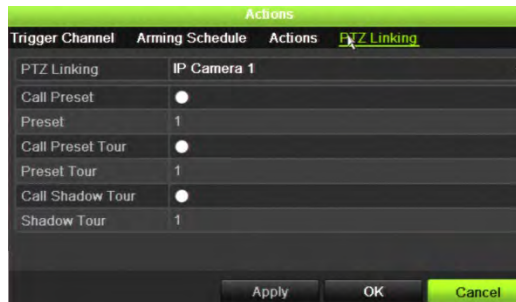 Actions
Trigger Channel Arming Schedule Actions PTZ Linking
PTZ Linking IP Camera 1
Call Preset
Preset 1
Call Preset Tour
Preset Tour 1
Call Shadow Tour
Shadow Tour 1
Apply OK Cancel